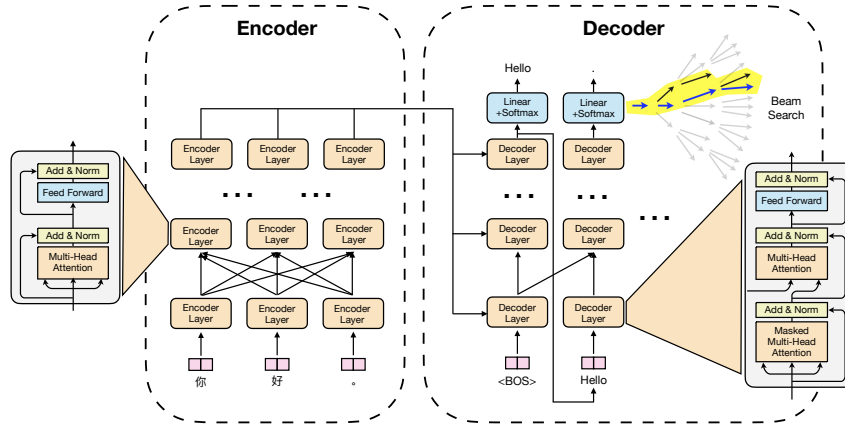 Encoder
Decoder
Hello
.
Linear
+Softmax
Linear
+Softmax
Beam
Search
Encoder
Layer
Encoder
Layer
Encoder
Layer
Decoder
Layer
Decoder
Layer
Add & Norm
Feed Forward
Add & Norm
Multi-Head
Attention
...
...
...
...
Encoder
Layer
Encoder
Layer
Encoder
Layer
Decoder
Layer
Decoder
Layer
Encoder
Layer
Encoder
Layer
Encoder
Layer
Decoder
Layer
Decoder
Layer
Add & Norm
Feed Forward
Add & Norm
Multi-Head
Attention
Add & Norm
Masked
Multi-Head
Attention
你
好
。
<BOS>
Hello